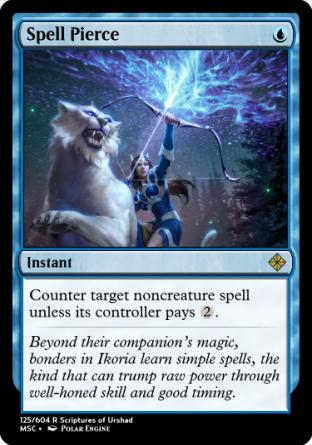 Spell Pierce
Instant
Counter target noncreature spell
unless its controller pays 2.
Beyond their companion's magic,
bonders in Ikoria learn simple spells, the
kind that can trump raw power through
well-honed skill and good timing.
125/604 R Scriptures of Urshad
MSC • Polar Engine